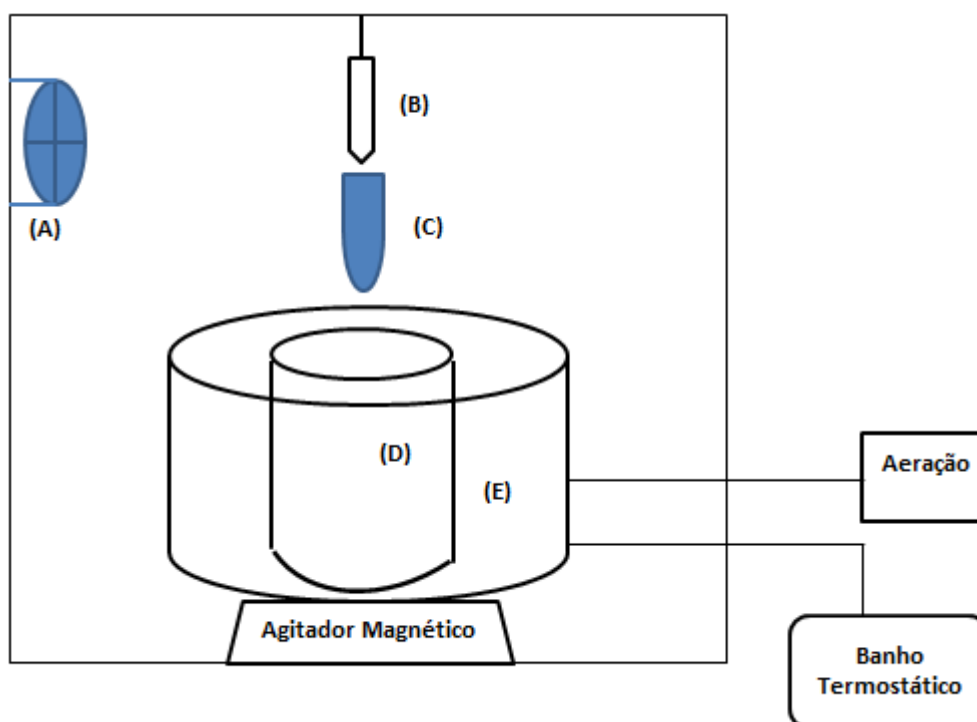 (B)
(A)
(C)
(D)
Aeração
(E)
Agitador Magnético
Banho
Termostático